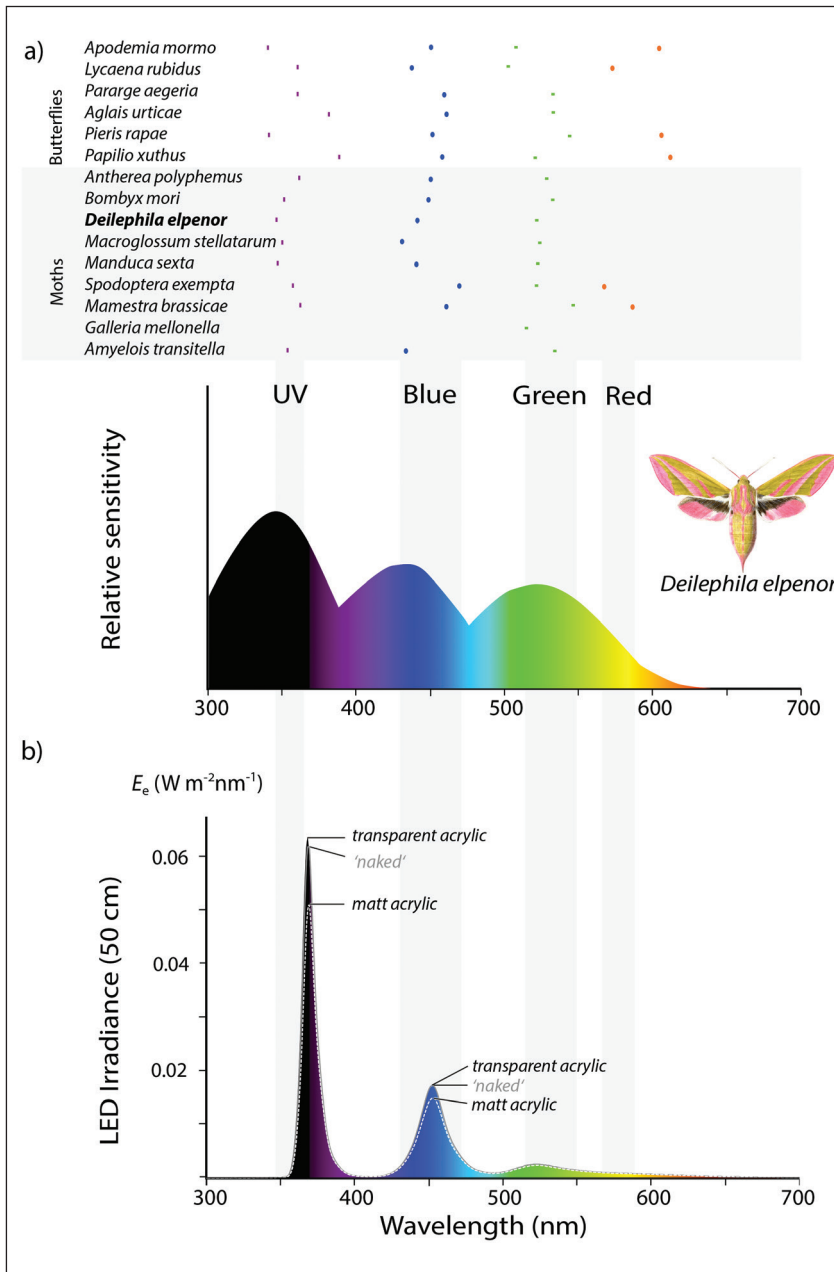 a)
Butterflies
Apodemia mormo
Lycaena rubidus
Pararge aegeria
Aglais urticae
Pieris rapae
Papilio xuthus
Moths
Antherea polyphemus
Bombyx mori
Deilephila elpenor
Macroglossum stellatarum
Manduca sexta
Spodoptera exempta
Mamestra brassicae
Galleria mellonella
Amyelois transitella
UV Blue Green Red
Relative sensitivity
Deilephila elpenor
300 400 500 600 700
b)
Ee (W m-2nm-1)
LED Irradiance (50 cm)
transparent acrylic
‘naked‘
0.06
matt acrylic
0.04
0.02
transparent acrylic
‘naked‘
matt acrylic
300 400 500 600 700
Wavelength (nm)